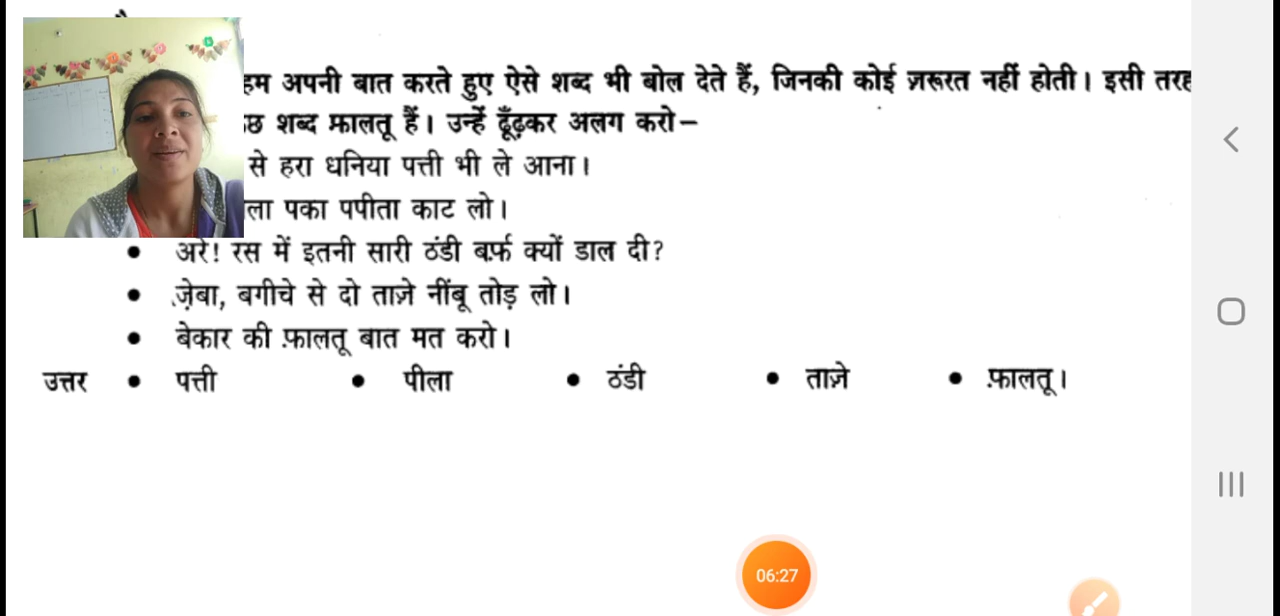 हम अपनी बात करते हुए ऐसे शब्द भी बोल देते हैं, जिनकी कोई ज़रूरत नहीं होती। इसी तरह
शब्द फ़ालतू हैं। उन्हें ढूँढ़कर अलग करो–
से हरा धनिया पत्ती भी ले आना।
पका पपीता काट लो।
• अरे! रस में इतनी सारी ठंडी बर्फ़ क्यों डाल दी?
• ज़ेबा, बगीचे से दो ताज़े नींबू तोड़ लो।
• बेकार की फ़ालतू बात मत करो।
उत्तर • पत्ती • पीला • ठंडी • ताज़े • फ़ालतू।
06:27